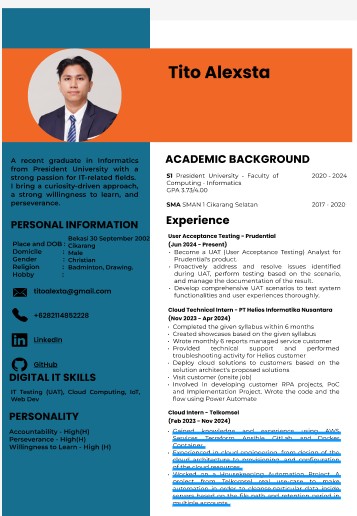 Tito Alexsta
A recent graduate in Informatics
from President University with a
strong passion for IT-related fields.
I bring a curiosity-driven approach,
a strong willingness to learn, and
perseverance.
PERSONAL INFORMATION
Place and DOB : Bekasi 30 September 2002
Cikarang
Domicile : Male
Gender : Christian
Religion : Badminton, Drawing.
Hobby :
:
titoalexto@gmail.com
+6282114892228
LinkedIn
GitHub
DIGITAL IT SKILLS
IT Testing (UAT), Cloud Computing, IoT,
Web Dev
PERSONALITY
Accountability - High(H)
Perseverance - High(H)
Willingness to Learn - High (H)
ACADEMIC BACKGROUND
S1 President University - Faculty of 2020 - 2024
Computing - Informatics
GPA 3.73/4.00
SMA SMAN 1 Cikarang Selatan 2017 - 2020
Experience
User Acceptance Testing - Prudential
(Jun 2024 - Present)
- Become a UAT (User Acceptance Testing) Analyst for
Prudential's product.
- Proactively address and resolve issues identified
during UAT, perform testing based on the scenario,
and manage the documentation of the result.
- Develop comprehensive UAT scenarios to test system
functionalities and user experiences thoroughly.
Cloud Technical Intern - PT Helios Informatika Nusantara
(Nov 2023 - Apr 2024)
- Completed the given syllabus within 6 months
- Created showcases based on the given syllabus
- Wrote monthly 6 reports managed service customer
- Provided technical support and performed
troubleshooting activity for Helios customer
- Deploy cloud solutions to customers based on the
solution architect's proposed solutions
- Visit customer (onsite job)
- Involved in developing customer RPA projects, PoC
and Implementation Project. Wrote the code and the
flow using Power Automate
Cloud Intern - Telkomsel
(Feb 2023 - Nov 2024)
- Gained knowledge and experience using AWS
Services, Terraform, Ansible, GitLab, and Docker
Container.
- Experienced in cloud engineering, from design of the
cloud architecture to provisioning and configuration
of the cloud resources.
- Worked on a Housekeeping Automation Project. A
project from Telkomsel real use-case to make
automation in order to cleanse particular data inside
servers based on the file path and retention period in
multiple accounts.